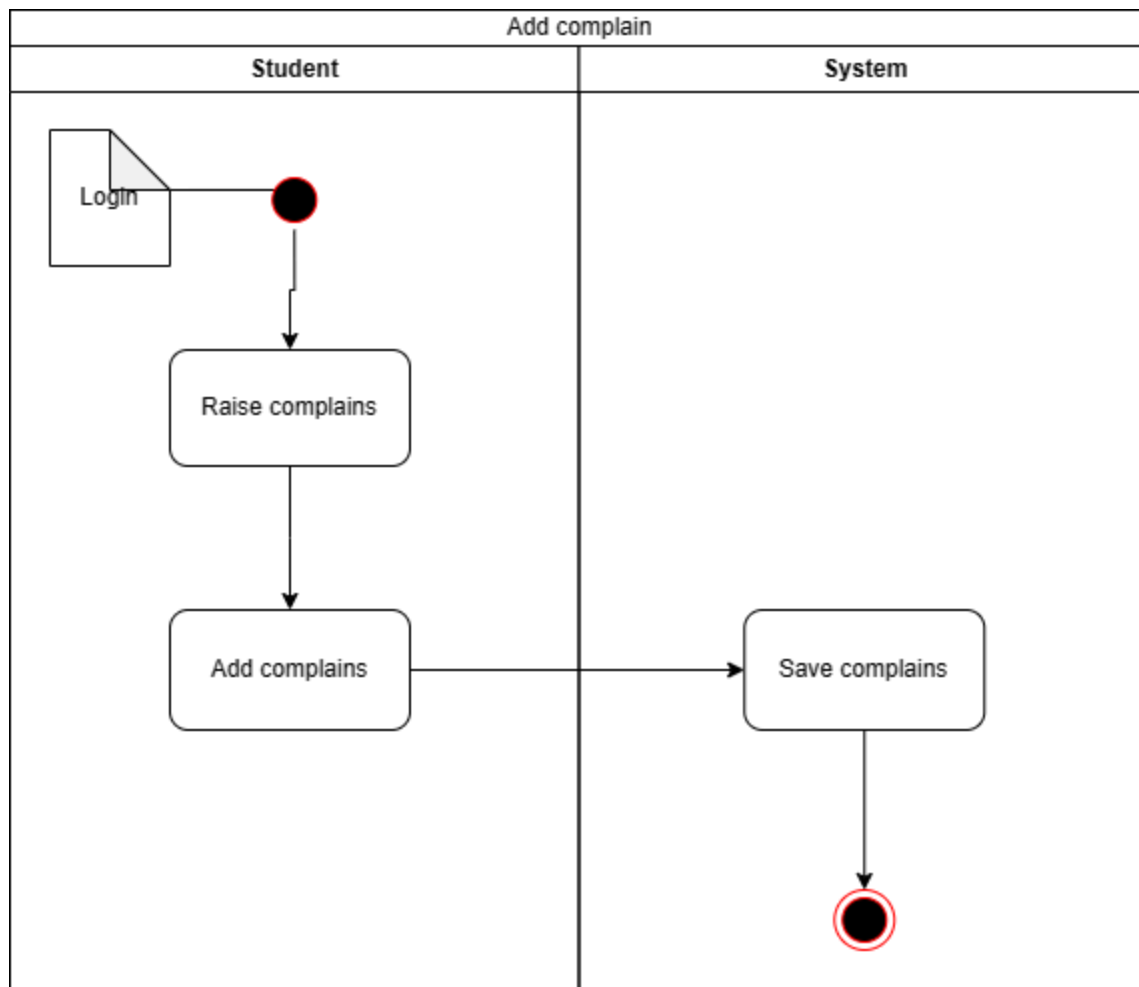 Add complain
Student
System
Login
Raise complains
Add complains
Save complains